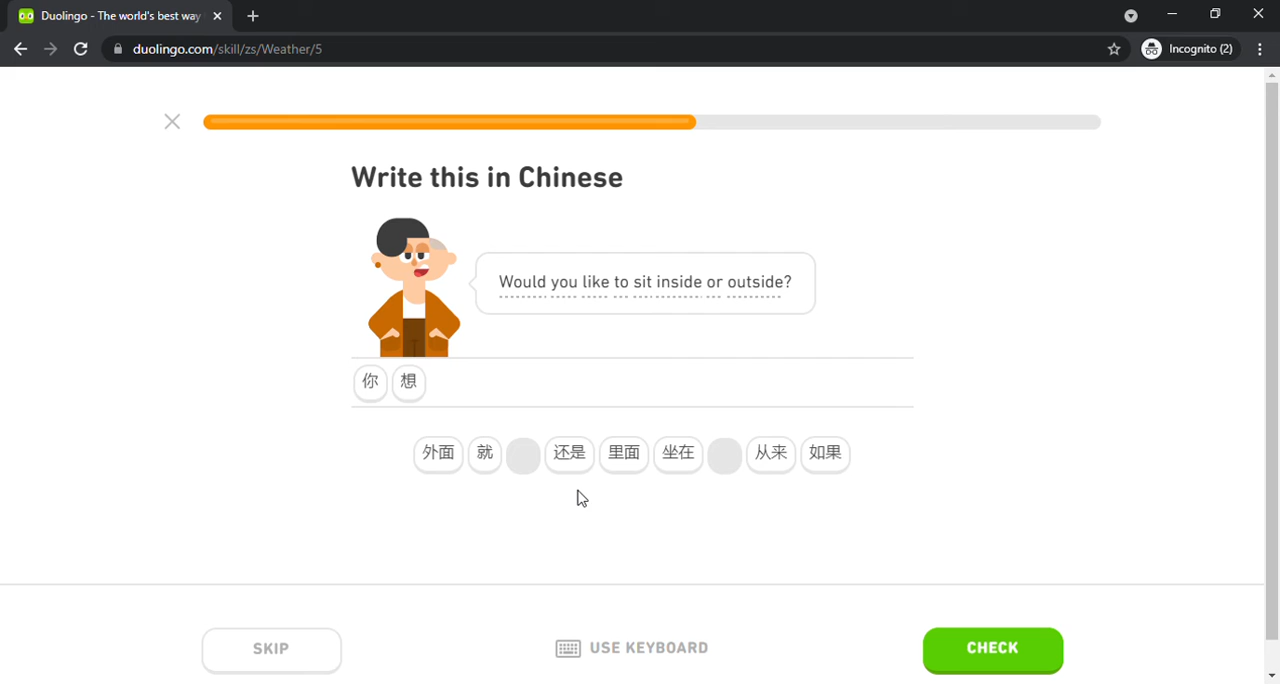 Duolingo - The world's best way
duolingo.com/skill/zs/Weather/5
Incognito (2)
Write this in Chinese
Would you like to sit inside or outside?
你 想
外面 就 还是 里面 坐在 从来 如果
SKIP
USE KEYBOARD
CHECK